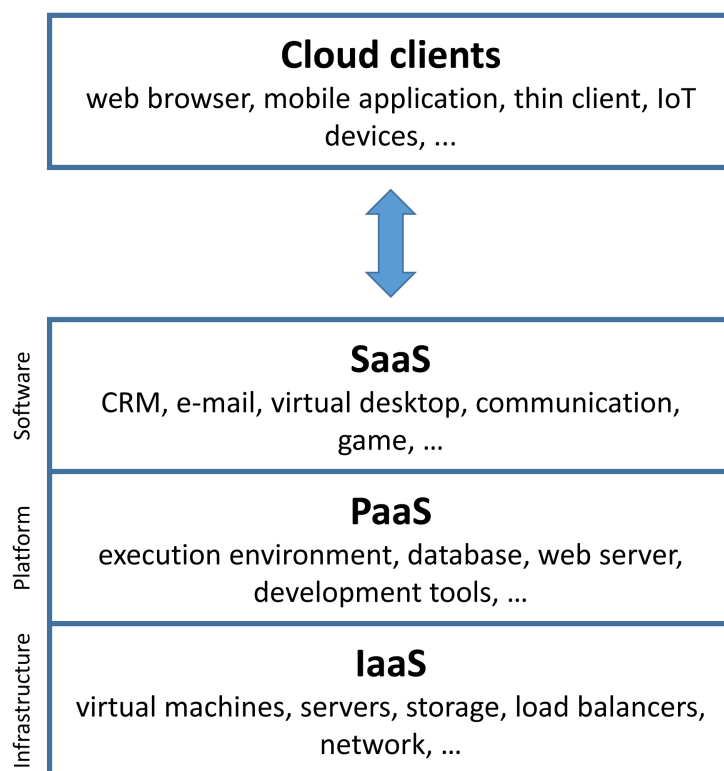 Cloud clients
web browser, mobile application, thin client, IoT
devices, ...
Software
SaaS
CRM, e-mail, virtual desktop, communication,
game, …
Platform
PaaS
execution environment, database, web server,
development tools, …
Infrastructure
IaaS
virtual machines, servers, storage, load balancers,
network, …